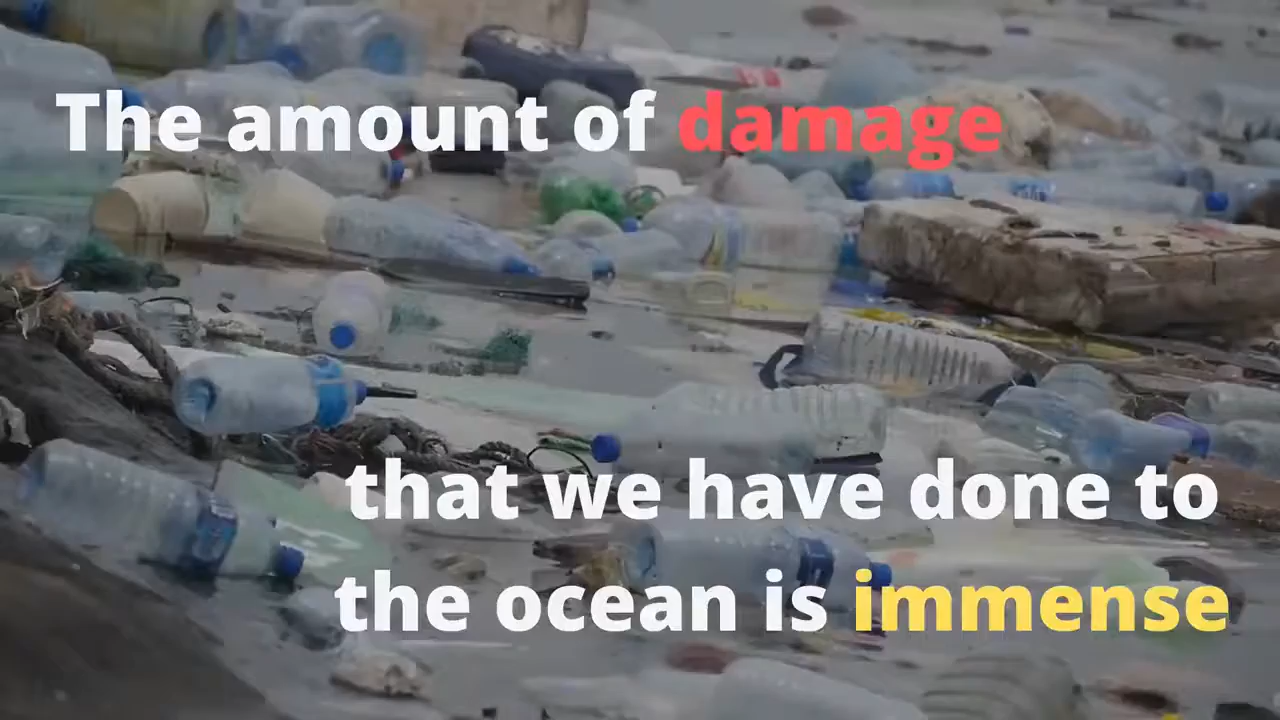 The amount of damage
that we have done to
the ocean is immense